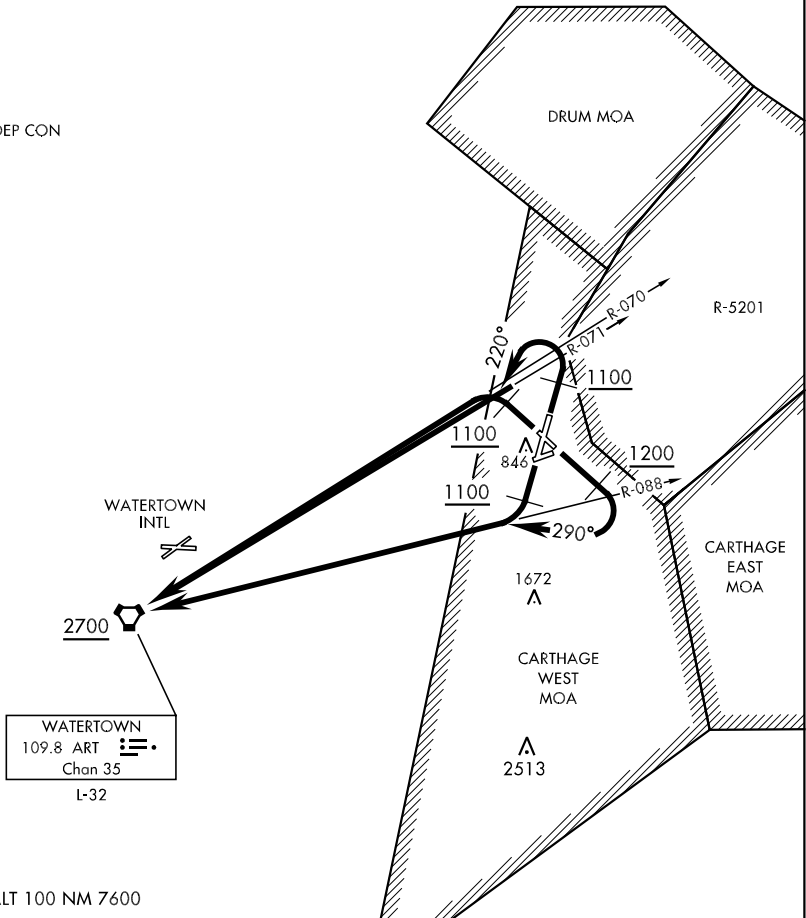 DRUM MOA
DEP CON
R-070
R-5201
R-071
220°
1100
1100
846
1200
1100
R-088
WATERTOWN
INTL
290°
CARTHAGE
EAST
MOA
1672
2700
CARTHAGE
WEST
MOA
WATERTOWN
109.8 ART
Chan 35
2513
L-32
ALT 100 NM 7600